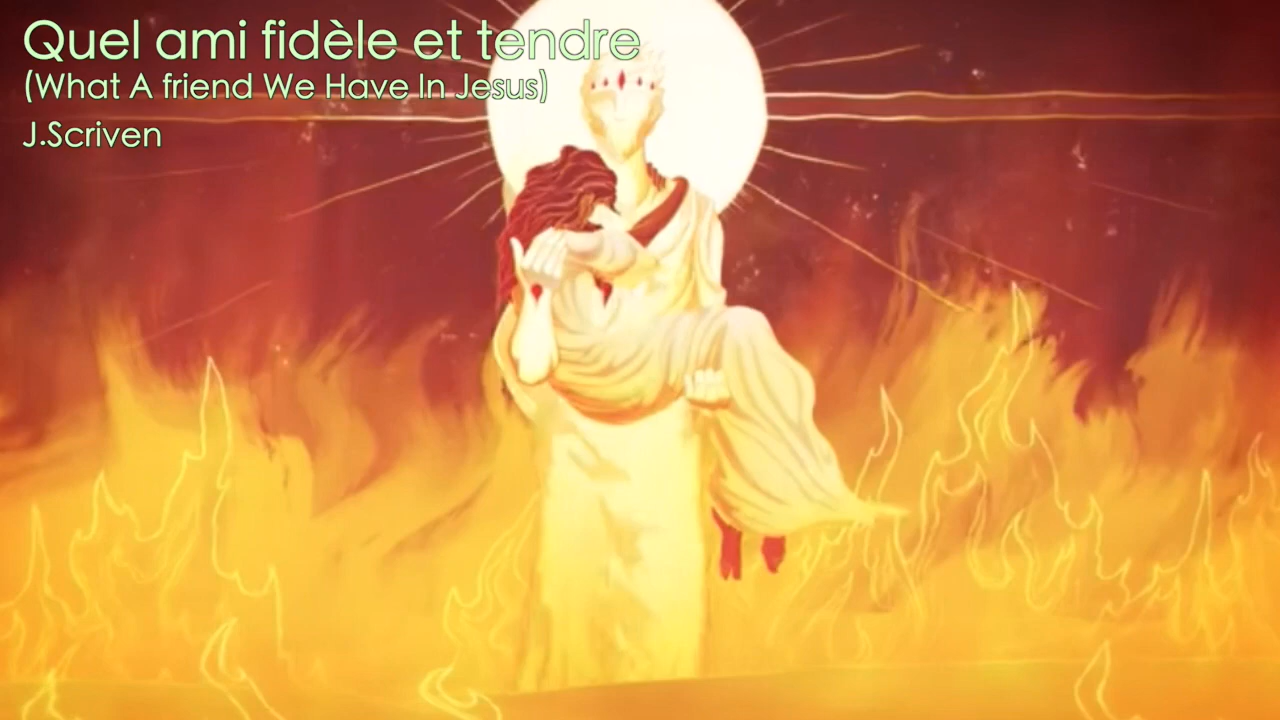 Quel ami fidèle et tendre
(What A friend We Have In Jesus)
J.Scriven